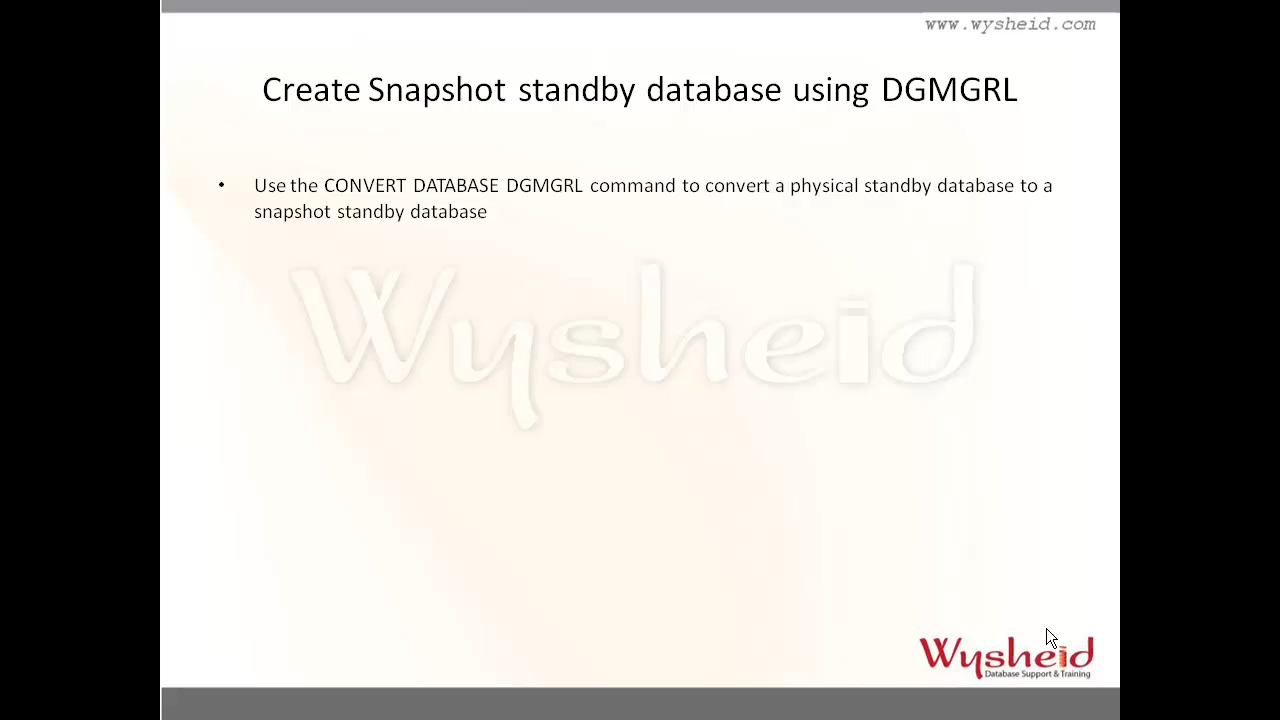 www.wysheid.com
Create Snapshot standby database using DGMGRL
• Use the CONVERT DATABASE DGMGRL command to convert a physical standby database to a
snapshot standby database
Wysheid
Wysheid
Database Support & Training